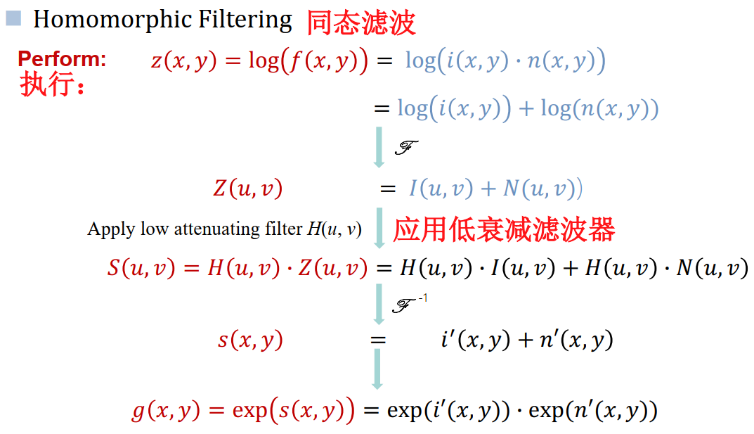 Homomorphic Filtering 同态滤波
Perform: z(x, y) = log(f(x, y)) = log(i(x, y) · n(x, y))
执行：
= log(i(x, y)) + log(n(x, y))
ℱ
Z(u, v) = I(u, v) + N(u, v))
Apply low attenuating filter H(u, v) 应用低衰减滤波器
S(u, v) = H(u, v) · Z(u, v) = H(u, v) · I(u, v) + H(u, v) · N(u, v)
ℱ⁻¹
s(x, y) = i′(x, y) + n′(x, y)
g(x, y) = exp(s(x, y)) = exp(i′(x, y)) · exp(n′(x, y))